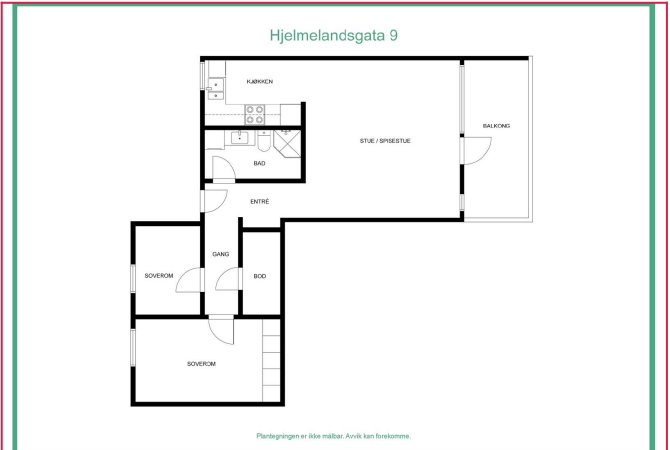 Hjelmelandsgata 9
KJØKKEN
STUE / SPISESTUE
BALKONG
BAD
ENTRÉ
GANG
SOVEROM
BOD
SOVEROM
Plantegningen er ikke målbar. Avvik kan forekomme.